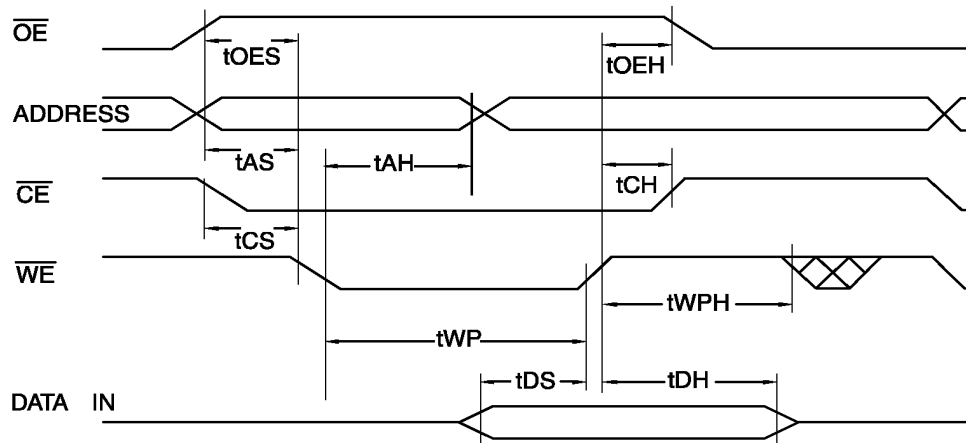 OE
tOES
tOEH
ADDRESS
tAS
tAH
tCH
CE
tCS
WE
tWPH
tWP
tDS
tDH
DATA IN